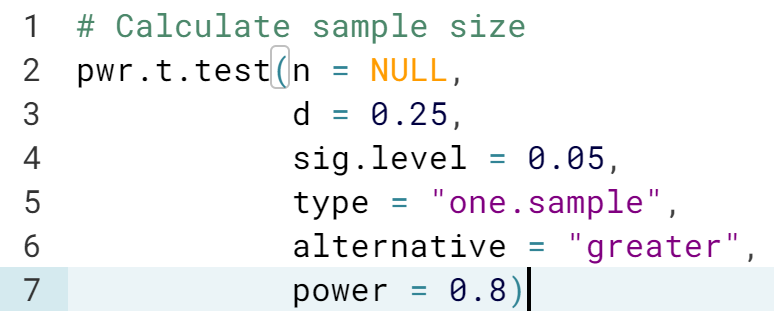 1 # Calculate sample size
2 pwr.t.test(n = NULL,
3 d = 0.25,
4 sig.level = 0.05,
5 type = "one.sample",
6 alternative = "greater",
7 power = 0.8)